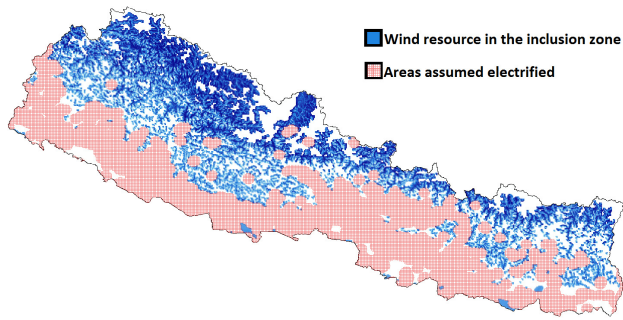 Wind resource in the inclusion zone
Areas assumed electrified